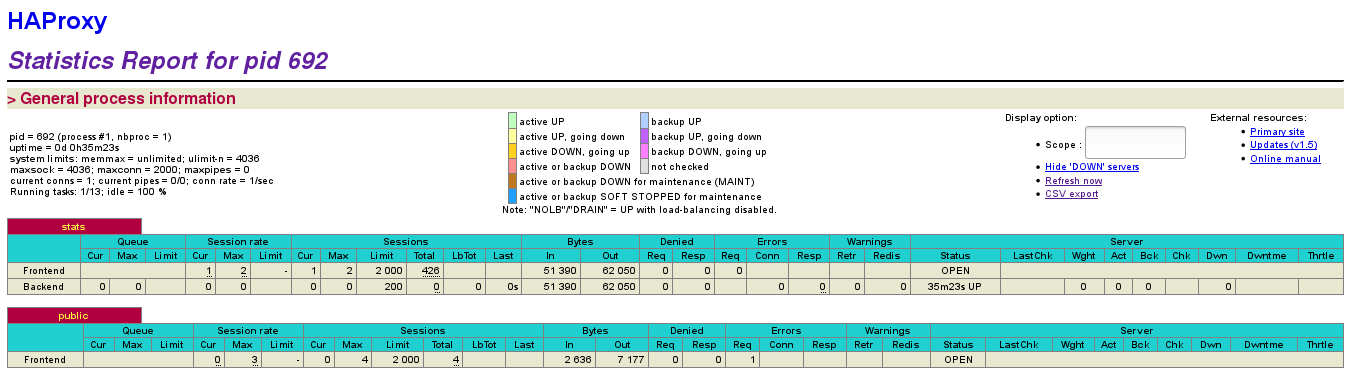 HAProxy
Statistics Report for pid 692
> General process information
pid = 692 (process #1, nbproc = 1)
uptime = 0d 0h35m23s
system limits: memmax = unlimited; ulimit-n = 4036
maxsock = 4036; maxconn = 2000; maxpipes = 0
current conns = 1; current pipes = 0/0; conn rate = 1/sec
Running tasks: 1/13; idle = 100 %
active UP backup UP
active UP, going down backup UP, going down
active DOWN, going up backup DOWN, going up
active or backup DOWN not checked
active or backup DOWN for maintenance (MAINT)
active or backup SOFT STOPPED for maintenance
Note: "NOLB"/"DRAIN" = UP with load-balancing disabled.
Display option:
Scope :
Hide 'DOWN' servers
Refresh now
CSV export
External resources:
Primary site
Updates (v1.5)
Online manual
stats
Queue Session rate Sessions Bytes Denied Errors Warnings Server
Cur Max Limit Cur Max Limit Cur Max Limit Total LbTot Last In Out Req Resp Req Conn Resp Retr Redis Status LastChk Wght Act Bck Chk Dwn Dwntme Thrtle
Frontend 1 2 - 1 2 2 000 426 51 390 62 050 0 0 0 OPEN
Backend 0 0 0 0 0 0 200 0 0 0s 51 390 62 050 0 0 0 0 0 0 35m23s UP 0 0 0 0
public
Queue Session rate Sessions Bytes Denied Errors Warnings Server
Cur Max Limit Cur Max Limit Cur Max Limit Total LbTot Last In Out Req Resp Req Conn Resp Retr Redis Status LastChk Wght Act Bck Chk Dwn Dwntme Thrtle
Frontend 0 3 - 0 4 2 000 4 2 636 7 177 0 0 1 OPEN